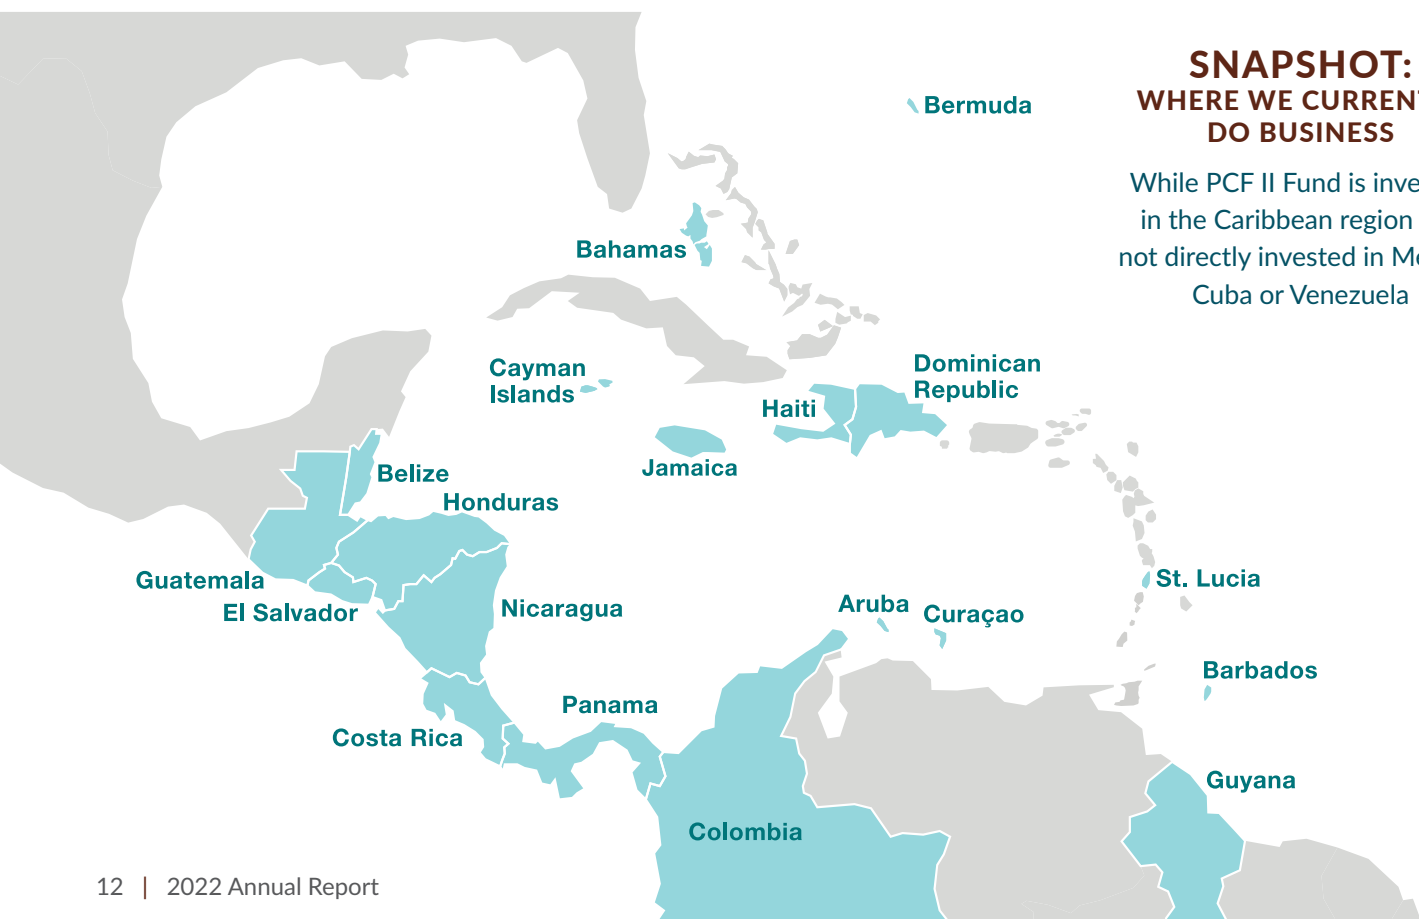 SNAPSHOT:
WHERE WE CURRENT
DO BUSINESS
While PCF II Fund is inve
in the Caribbean region
not directly invested in Me
Cuba or Venezuela
Bermuda
Bahamas
Cayman
Islands
Dominican
Republic
Haiti
Jamaica
Belize
Honduras
Guatemala
El Salvador
Nicaragua
St. Lucia
Aruba
Curaçao
Barbados
Panama
Costa Rica
Guyana
Colombia
12 | 2022 Annual Report